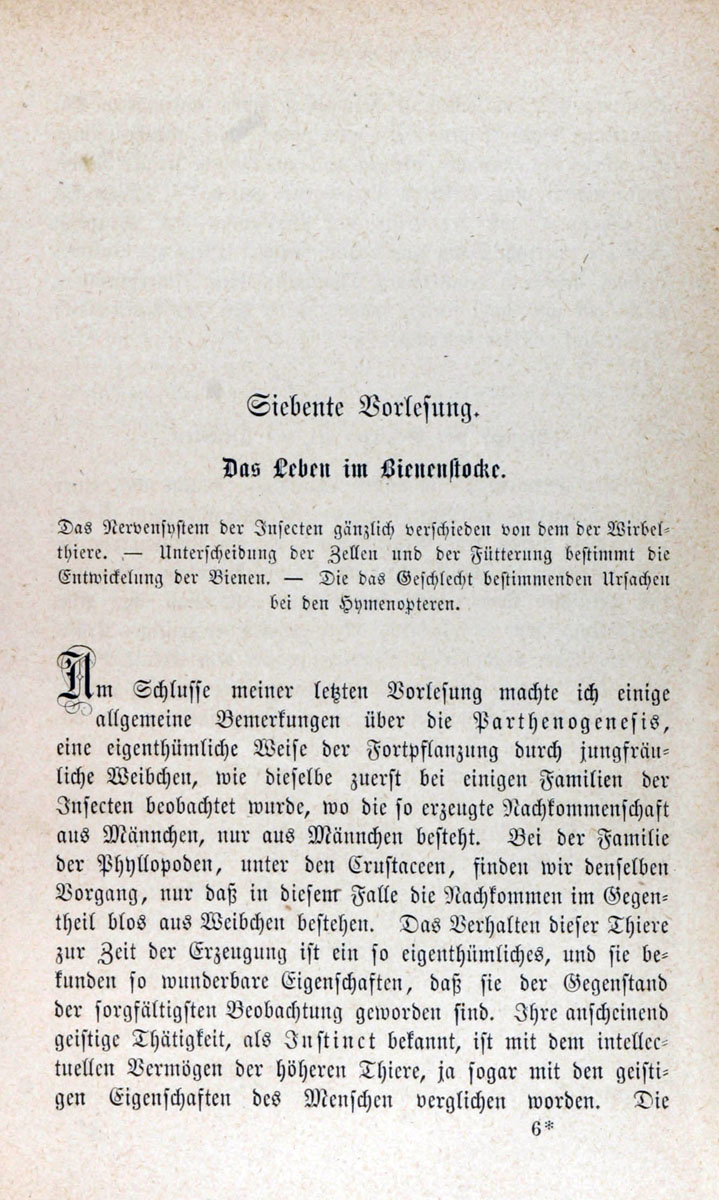 Siebente Vorlesung.
Das Leben im Bienenstocke.
Das Nervensystem der Insecten gänzlich verschieden von dem der Wirbel-
thiere. — Unterscheidung der Zellen und der Fütterung bestimmt die
Entwickelung der Bienen. — Die das Geschlecht bestimmenden Ursachen
bei den Hymenopteren.
Am Schlusse meiner letzten Vorlesung machte ich einige
allgemeine Bemerkungen über die Parthenogenesis,
eine eigenthümliche Weise der Fortpflanzung durch jungfräu-
liche Weibchen, wie dieselbe zuerst bei einigen Familien der
Insecten beobachtet wurde, wo die so erzeugte Nachkommenschaft
aus Männchen, nur aus Männchen besteht. Bei der Familie
der Phyllopoden, unter den Crustaceen, finden wir denselben
Vorgang, nur daß in diesem Falle die Nachkommen im Gegen-
theil blos aus Weibchen bestehen. Das Verhalten dieser Thiere
zur Zeit der Erzeugung ist ein so eigenthümliches, und sie be-
kunden so wunderbare Eigenschaften, daß sie der Gegenstand
der sorgfältigsten Beobachtung geworden sind. Ihre anscheinend
geistige Thätigkeit, als Instinct bekannt, ist mit dem intellec-
tuellen Vermögen der höheren Thiere, ja sogar mit den geisti-
gen Eigenschaften des Menschen verglichen worden. Die
6*